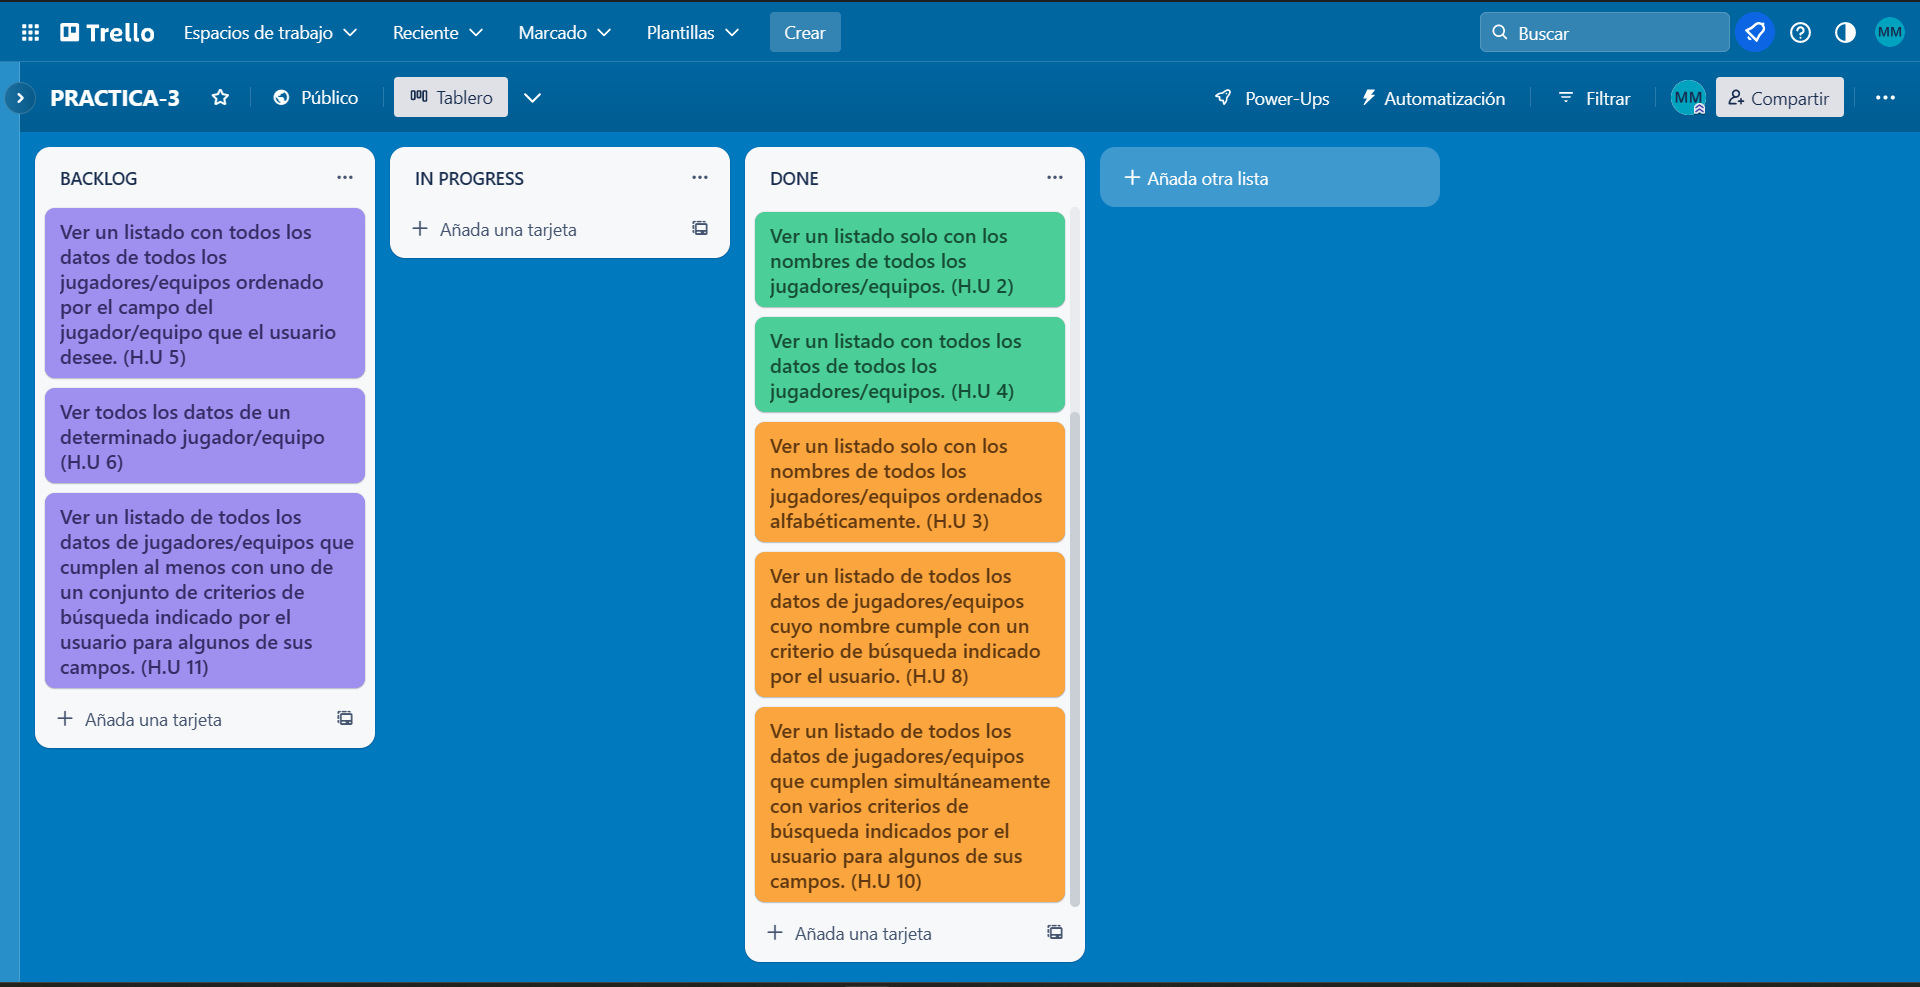 Trello
Espacios de trabajo
Reciente
Marcado
Plantillas
Crear
Buscar
MM
PRACTICA-3
Público
Tablero
Power-Ups
Automatización
Filtrar
MM
Compartir
BACKLOG
Ver un listado con todos los
datos de todos los
jugadores/equipos ordenado
por el campo del
jugador/equipo que el usuario
desee. (H.U 5)
Ver todos los datos de un
determinado jugador/equipo
(H.U 6)
Ver un listado de todos los
datos de jugadores/equipos que
cumplen al menos con uno de
un conjunto de criterios de
búsqueda indicado por el
usuario para algunos de sus
campos. (H.U 11)
Añada una tarjeta
IN PROGRESS
Añada una tarjeta
DONE
Ver un listado solo con los
nombres de todos los
jugadores/equipos. (H.U 2)
Ver un listado con todos los
datos de todos los
jugadores/equipos. (H.U 4)
Ver un listado solo con los
nombres de todos los
jugadores/equipos ordenados
alfabéticamente. (H.U 3)
Ver un listado de todos los
datos de jugadores/equipos
cuyo nombre cumple con un
criterio de búsqueda indicado
por el usuario. (H.U 8)
Ver un listado de todos los
datos de jugadores/equipos
que cumplen simultáneamente
con varios criterios de
búsqueda indicados por el
usuario para algunos de sus
campos. (H.U 10)
Añada una tarjeta
Añada otra lista